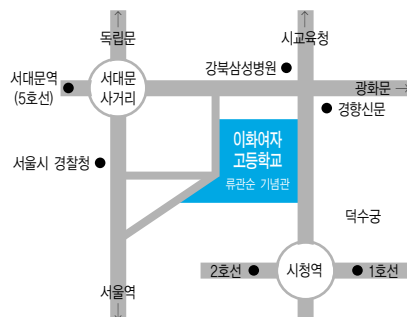 독립문
시교육청
강북삼성병원
서대문역
(5호선)
서대문
사거리
광화문
경향신문
이화여자
고등학교
류관순 기념관
서울시 경찰청
덕수궁
2호선
시청역
1호선
서울역